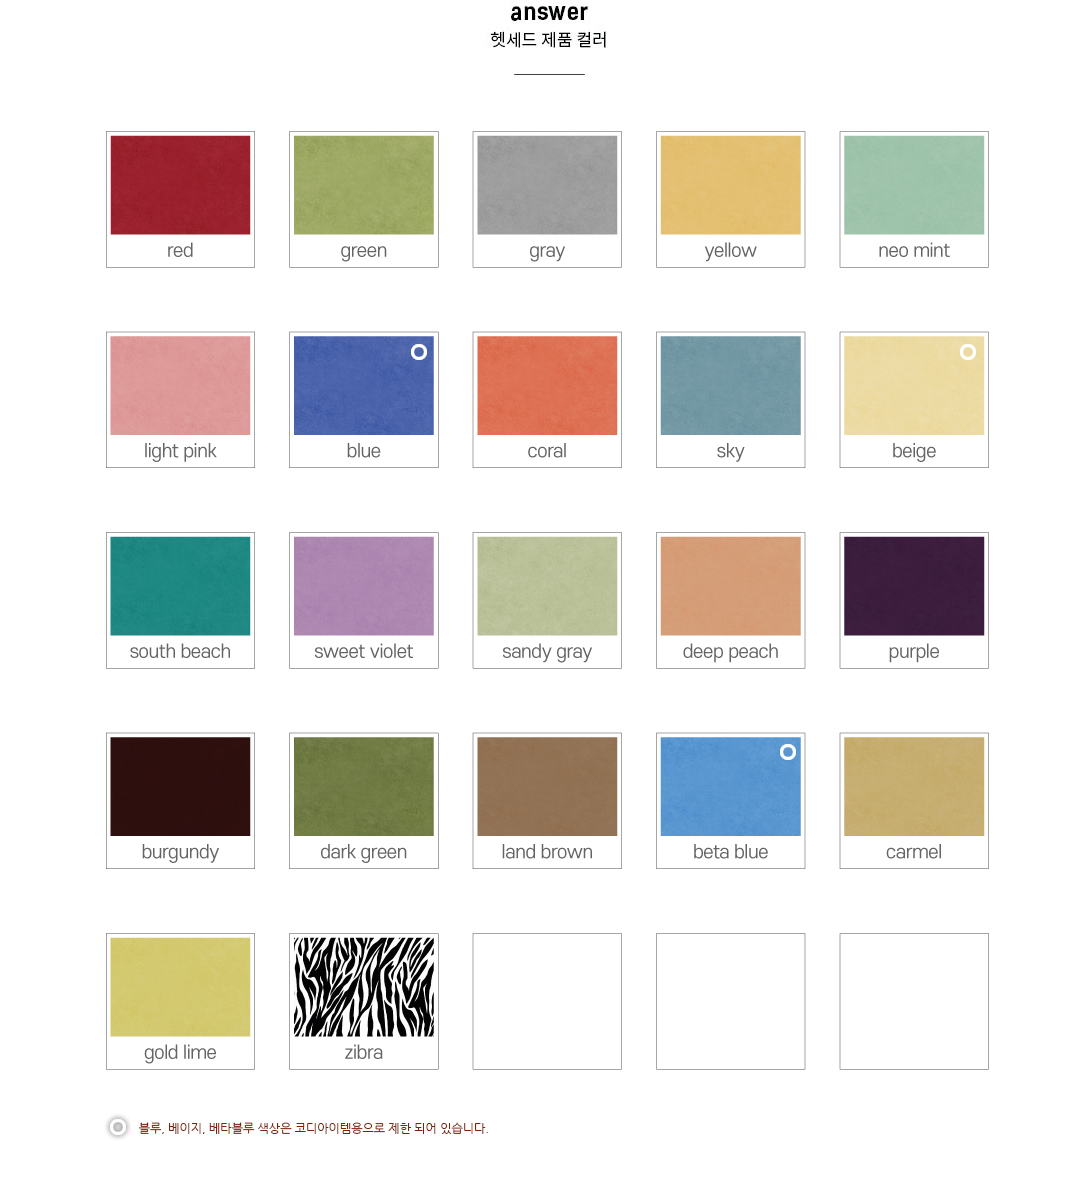 answer
헷세드 제품 컬러
red
green
gray
yellow
neo mint
light pink
blue
coral
sky
beige
south beach
sweet violet
sandy gray
deep peach
purple
burgundy
dark green
land brown
beta blue
carmel
gold lime
zibra
블루, 베이지, 베타블루 색상은 코디아이템용으로 제한 되어 있습니다.